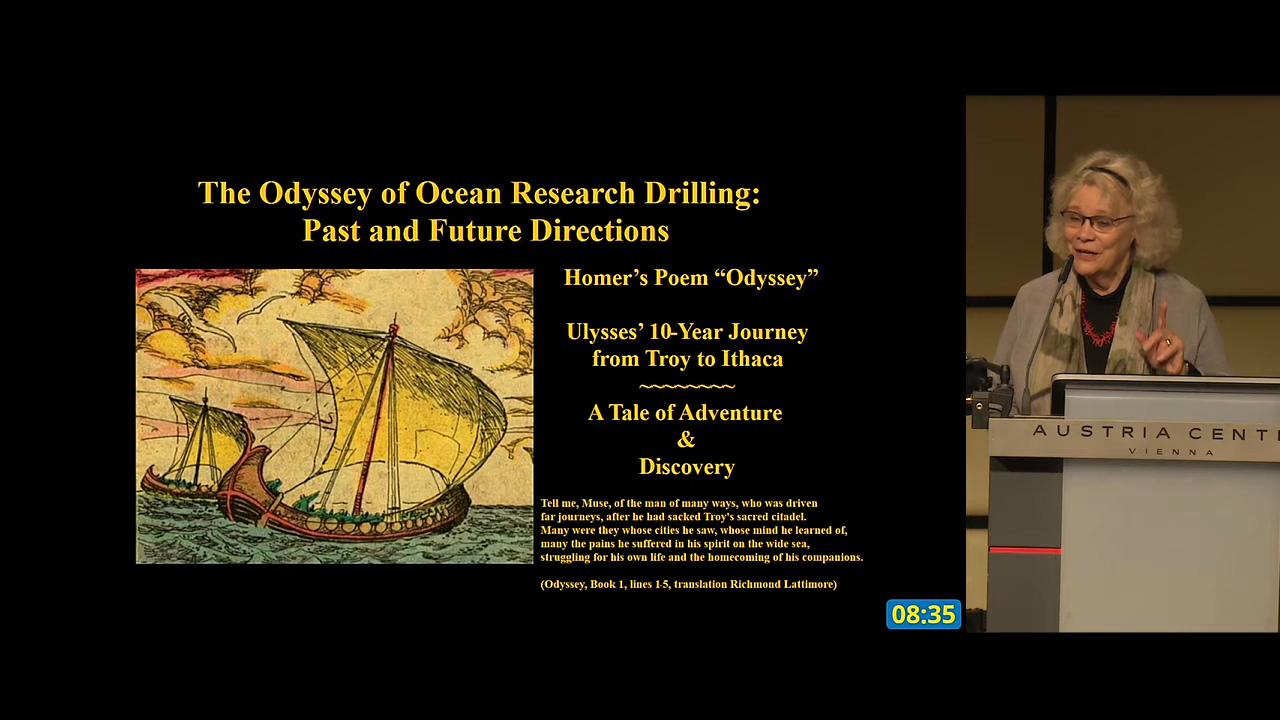 The Odyssey of Ocean Research Drilling:
Past and Future Directions
Homer's Poem “Odyssey”
Ulysses' 10-Year Journey
from Troy to Ithaca
~~~~~~~~
A Tale of Adventure
&
Discovery
Tell me, Muse, of the man of many ways, who was driven
far journeys, after he had sacked Troy's sacred citadel.
Many were they whose cities he saw, whose mind he learned of,
many the pains he suffered in his spirit on the wide sea,
struggling for his own life and the homecoming of his companions.
(Odyssey, Book 1, lines 1-5, translation Richmond Lattimore)
08:35
AUSTRIA CENT
VIENNA